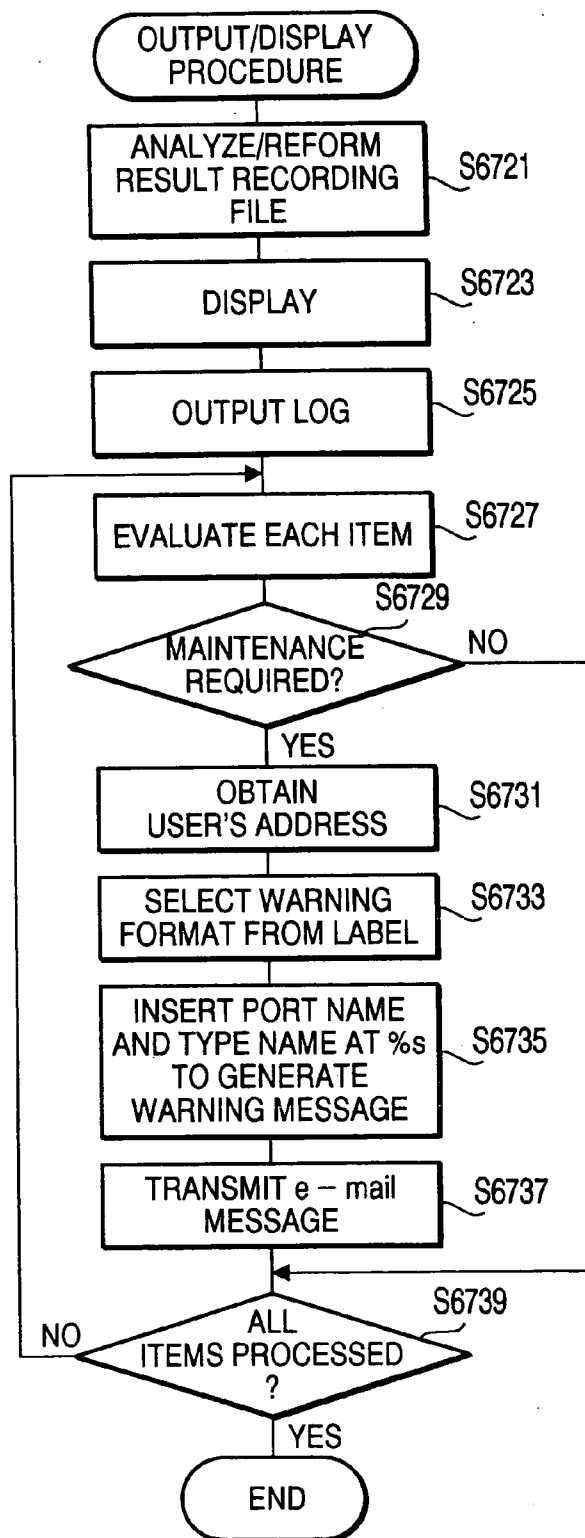 OUTPUT/DISPLAY
PROCEDURE
ANALYZE/REFORM
RESULT RECORDING
FILE
S6721
DISPLAY
S6723
OUTPUT LOG
S6725
EVALUATE EACH ITEM
S6727
S6729
MAINTENANCE
REQUIRED?
NO
YES
OBTAIN
USER'S ADDRESS
S6731
SELECT WARNING
FORMAT FROM LABEL
S6733
INSERT PORT NAME
AND TYPE NAME AT %s
TO GENERATE
WARNING MESSAGE
S6735
TRANSMIT e – mail
MESSAGE
S6737
S6739
NO
ALL
ITEMS PROCESSED
?
YES
END